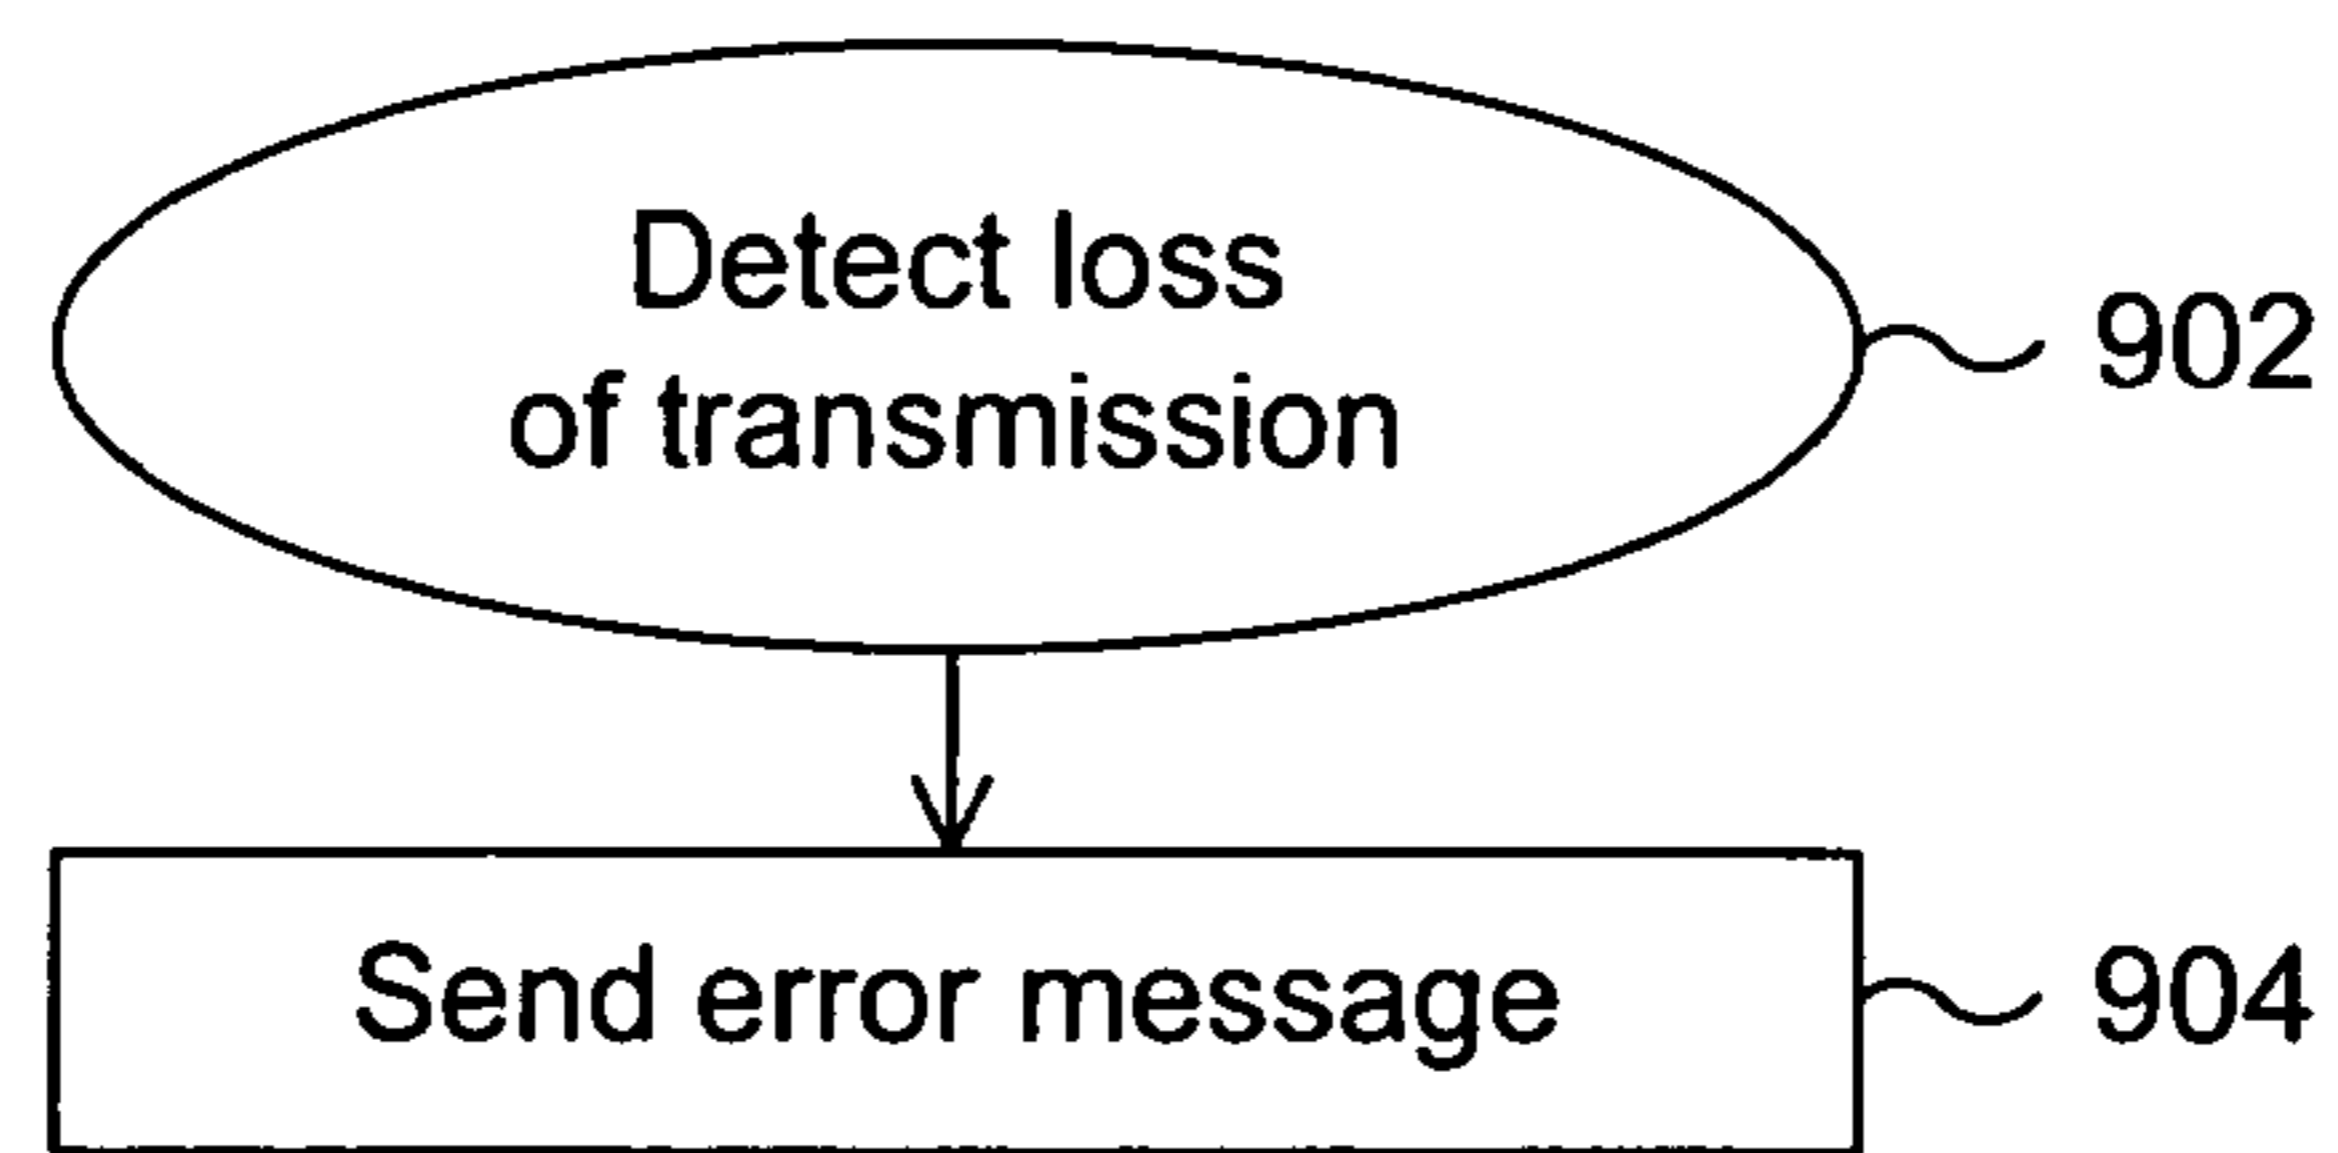 Detect loss
of transmission
902
Send error message
904